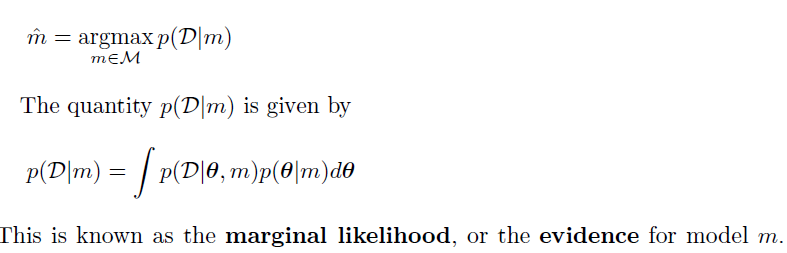 m̂ = argmax p(𝒟|m)
m∈ℳ
The quantity p(𝒟|m) is given by
p(𝒟|m) = ∫ p(𝒟|θ, m)p(θ|m)dθ
This is known as the marginal likelihood, or the evidence for model m.